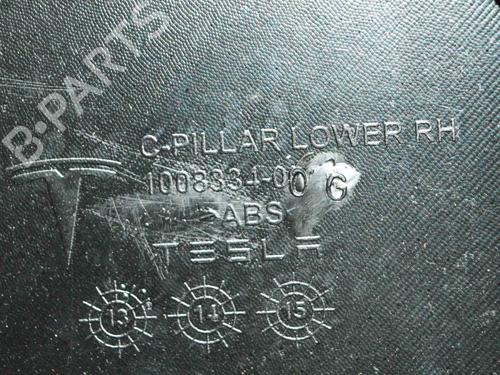 B-PARTS
C-PILLAR LOWER RH
1008334-00 G
>ABS<
TESLA
13 14 15